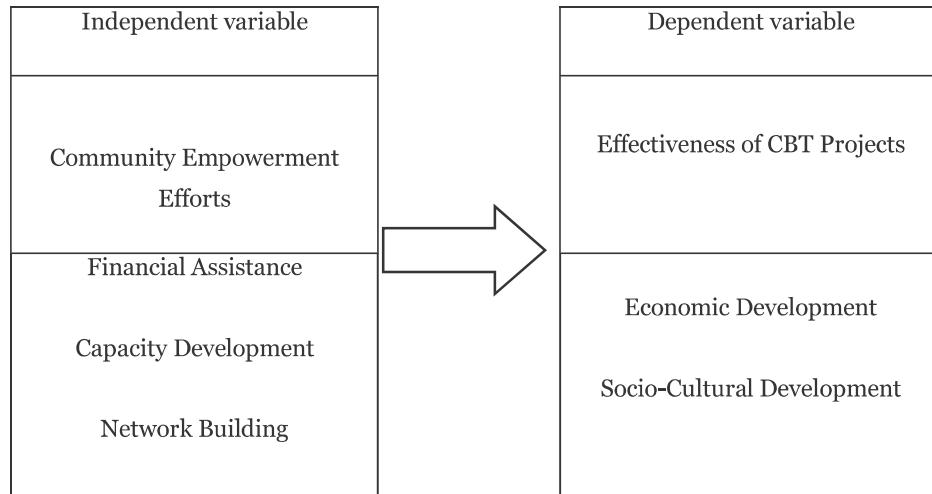 Independent variable
Community Empowerment
Efforts
Financial Assistance
Capacity Development
Network Building
Dependent variable
Effectiveness of CBT Projects
Economic Development
Socio-Cultural Development